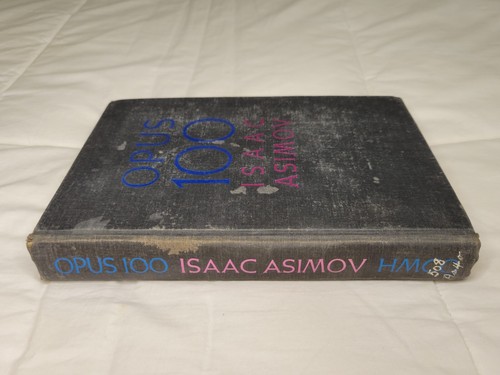 OPUS
100
ISAAC
ASIMOV
OPUS 100 ISAAC ASIMOV HMCO
508